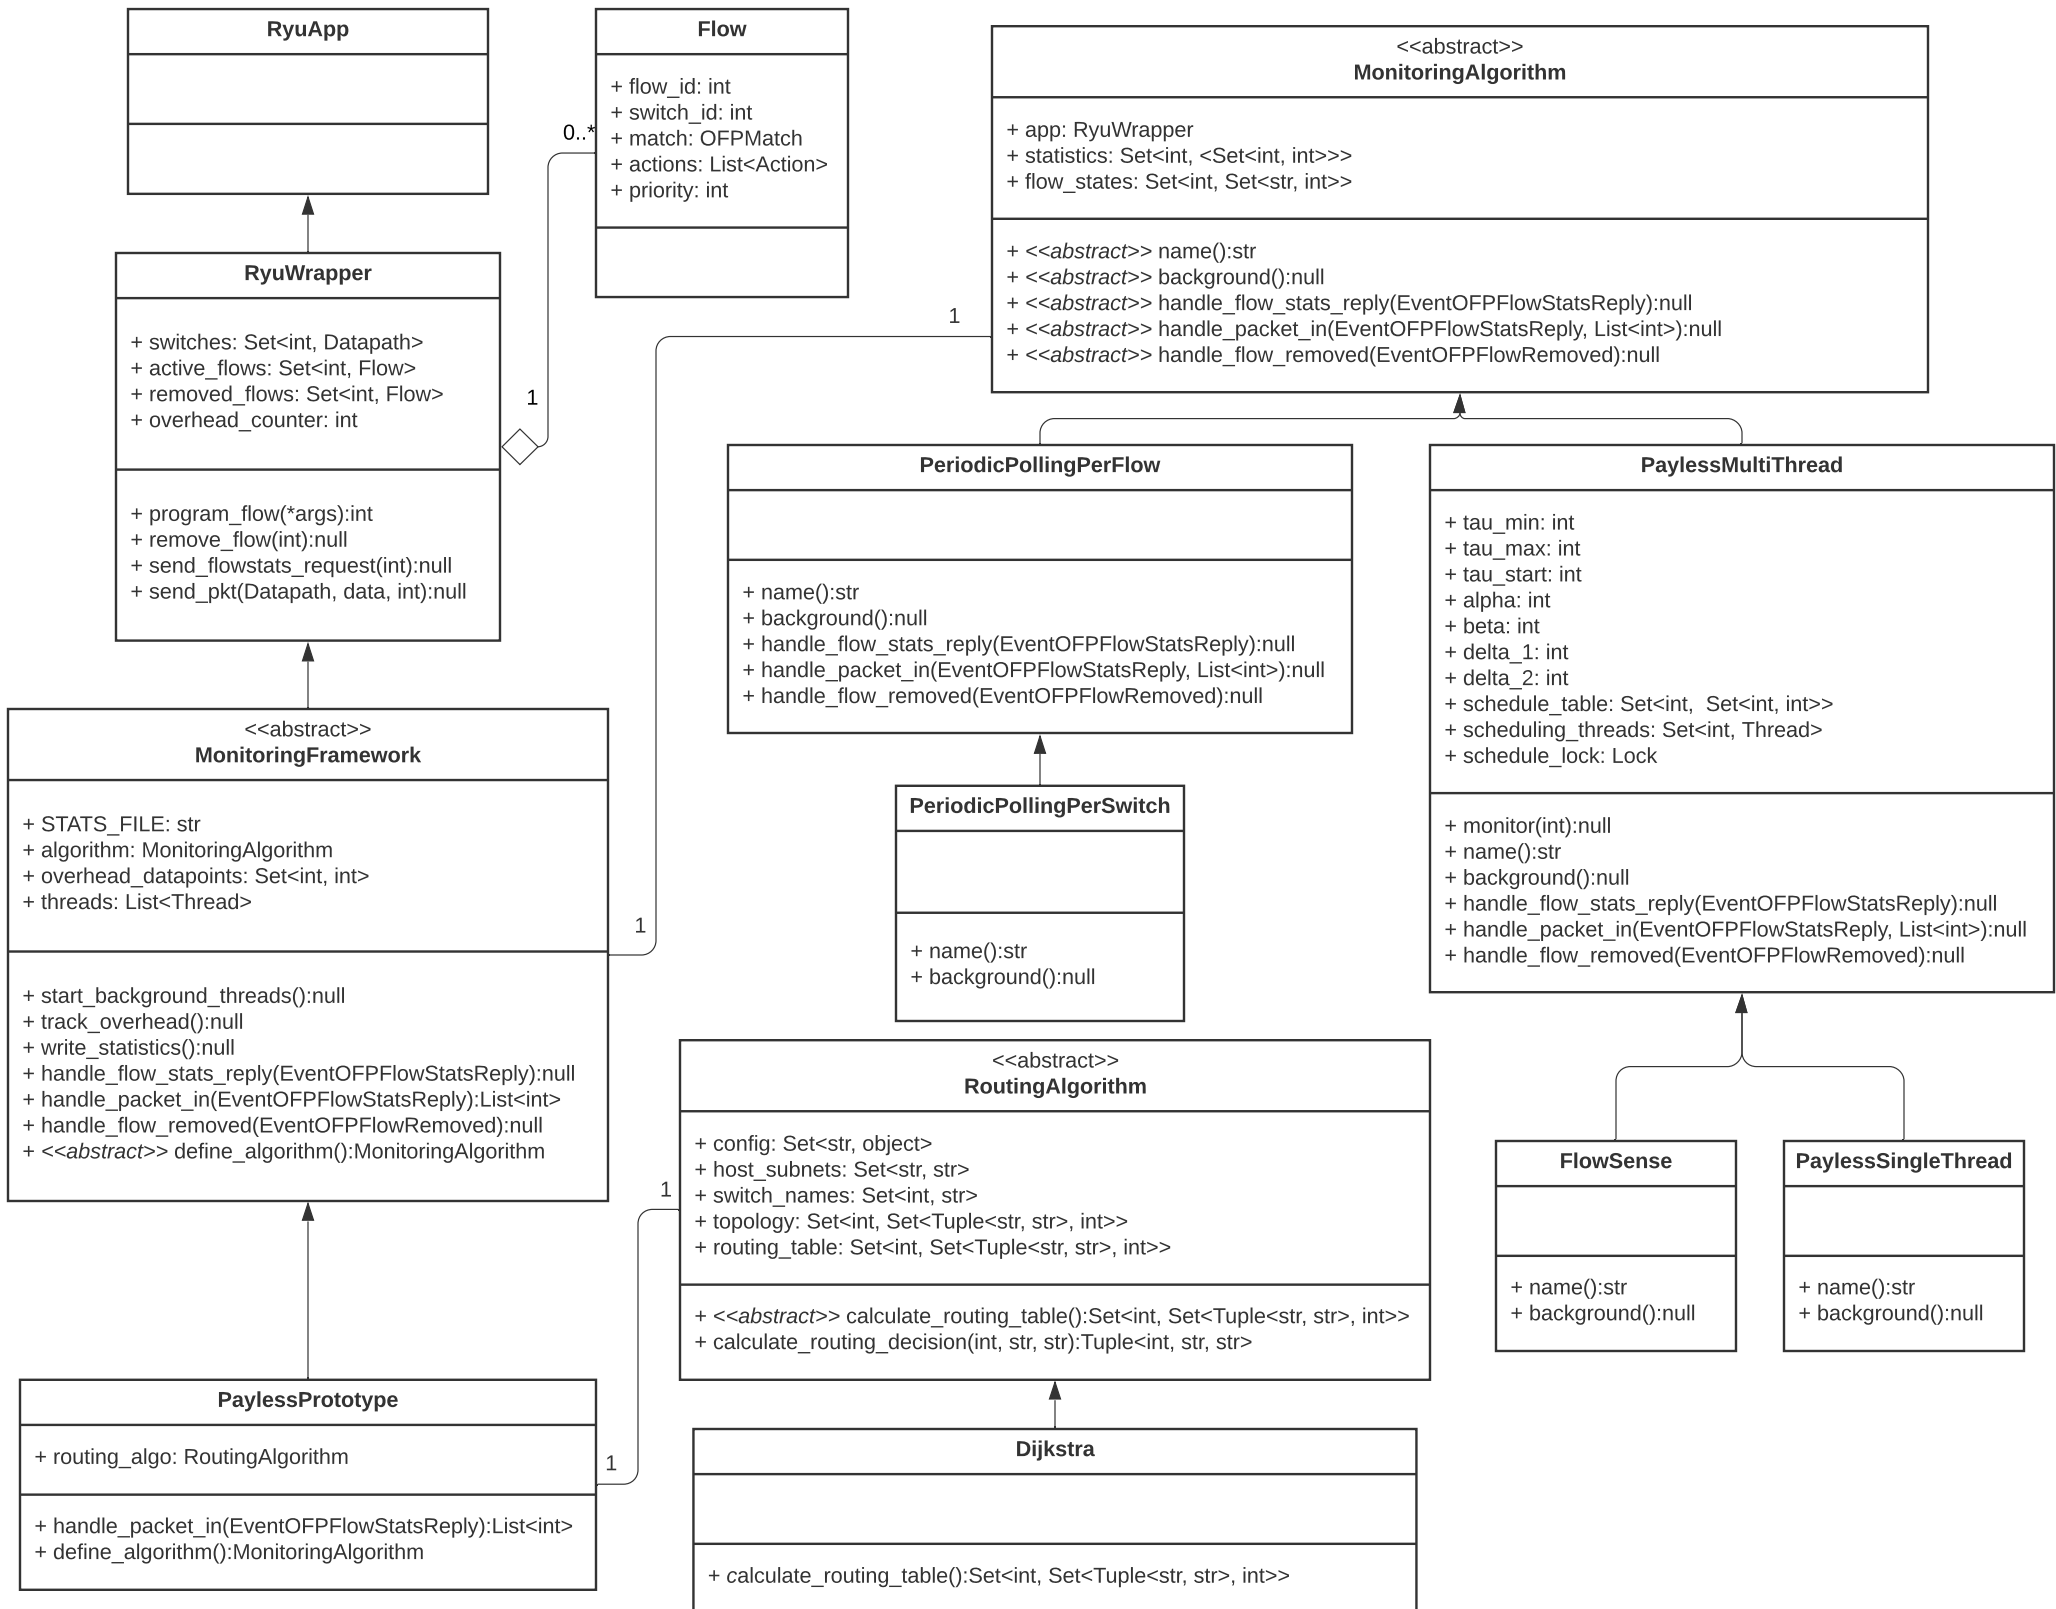 RyuApp
Flow
+ flow_id: int
+ switch_id: int
+ match: OFPMatch
+ actions: List<Action>
+ priority: int
0..*
1
RyuWrapper
+ switches: Set<int, Datapath>
+ active_flows: Set<int, Flow>
+ removed_flows: Set<int, Flow>
+ overhead_counter: int
+ program_flow(*args):int
+ remove_flow(int):null
+ send_flowstats_request(int):null
+ send_pkt(Datapath, data, int):null
<<abstract>>
MonitoringAlgorithm
+ app: RyuWrapper
+ statistics: Set<int, <Set<int, int>>>
+ flow_states: Set<int, Set<str, int>>
+ <<abstract>> name():str
+ <<abstract>> background():null
+ <<abstract>> handle_flow_stats_reply(EventOFPFlowStatsReply):null
+ <<abstract>> handle_packet_in(EventOFPFlowStatsReply, List<int>):null
+ <<abstract>> handle_flow_removed(EventOFPFlowRemoved):null
1
1
<<abstract>>
MonitoringFramework
+ STATS_FILE: str
+ algorithm: MonitoringAlgorithm
+ overhead_datapoints: Set<int, int>
+ threads: List<Thread>
+ start_background_threads():null
+ track_overhead():null
+ write_statistics():null
+ handle_flow_stats_reply(EventOFPFlowStatsReply):null
+ handle_packet_in(EventOFPFlowStatsReply):List<int>
+ handle_flow_removed(EventOFPFlowRemoved):null
+ <<abstract>> define_algorithm():MonitoringAlgorithm
PeriodicPollingPerFlow
+ name():str
+ background():null
+ handle_flow_stats_reply(EventOFPFlowStatsReply):null
+ handle_packet_in(EventOFPFlowStatsReply, List<int>):null
+ handle_flow_removed(EventOFPFlowRemoved):null
PeriodicPollingPerSwitch
+ name():str
+ background():null
PaylessMultiThread
+ tau_min: int
+ tau_max: int
+ tau_start: int
+ alpha: int
+ beta: int
+ delta_1: int
+ delta_2: int
+ schedule_table: Set<int,  Set<int, int>>
+ scheduling_threads: Set<int, Thread>
+ schedule_lock: Lock
+ monitor(int):null
+ name():str
+ background():null
+ handle_flow_stats_reply(EventOFPFlowStatsReply):null
+ handle_packet_in(EventOFPFlowStatsReply, List<int>):null
+ handle_flow_removed(EventOFPFlowRemoved):null
<<abstract>>
RoutingAlgorithm
+ config: Set<str, object>
+ host_subnets: Set<str, str>
+ switch_names: Set<int, str>
+ topology: Set<int, Set<Tuple<str, str>, int>>
+ routing_table: Set<int, Set<Tuple<str, str>, int>>
+ <<abstract>> calculate_routing_table():Set<int, Set<Tuple<str, str>, int>>
+ calculate_routing_decision(int, str, str):Tuple<int, str, str>
1
1
FlowSense
+ name():str
+ background():null
PaylessSingleThread
+ name():str
+ background():null
PaylessPrototype
+ routing_algo: RoutingAlgorithm
+ handle_packet_in(EventOFPFlowStatsReply):List<int>
+ define_algorithm():MonitoringAlgorithm
Dijkstra
+ calculate_routing_table():Set<int, Set<Tuple<str, str>, int>>